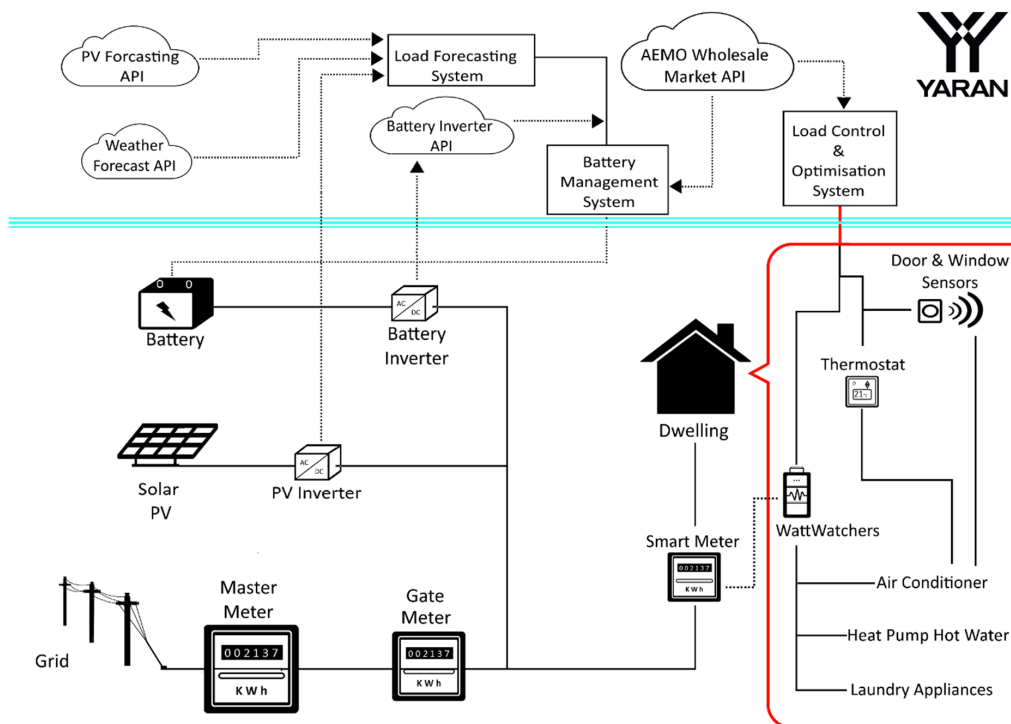 PV Forcasting
API
Load Forecasting
System
AEMO Wholesale
Market API
YARAN
Weather
Forecast API
Battery Inverter
API
Battery
Management
System
Load Control
&
Optimisation
System
Battery
AC
DC
Battery
Inverter
Door & Window
Sensors
Thermostat
21
Dwelling
Solar
PV
AC
DC
PV Inverter
WattWatchers
Smart Meter
002137
KWh
Air Conditioner
Heat Pump Hot Water
Laundry Appliances
Grid
Master
Meter
002137
KWh
Gate
Meter
002137
KWh